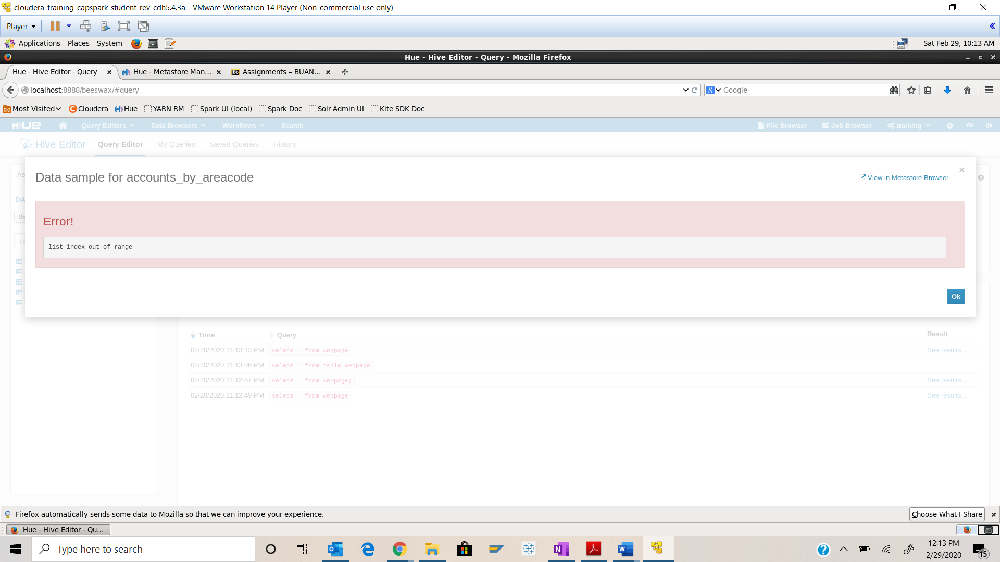 cloudera-training-capspark-student-rev_cdh5.4.3a - VMware Workstation 14 Player (Non-commercial use only)
Player
Applications Places System
Sat Feb 29, 10:13 AM
Hue - Hive Editor - Query - Mozilla Firefox
Hue - Hive Editor - Query
Hue - Metastore Man...
Bb Assignments – BUAN...
localhost:8888/beeswax/#query
Google
Most Visited Cloudera Hue YARN RM Spark UI (local) Spark Doc Solr Admin UI Kite SDK Doc
HUE Query Editors Data Browsers Workflows Search File Browser Job Browser training
Hive Editor Query Editor My Queries Saved Queries History
Data sample for accounts_by_areacode
View in Metastore Browser
As
DA
de
Ta
Error!
list index out of range
Ok
Time Query Result
02/20/2020 11:13:13 PM select * from webpage See results...
02/20/2020 11:13:06 PM select * from table webpage
02/20/2020 11:12:57 PM select * from webpage; See results...
02/20/2020 11:12:49 PM select * from webpage See results...
Firefox automatically sends some data to Mozilla so that we can improve your experience.
Choose What I Share
Hue - Hive Editor - Qu...
Type here to search
12:13 PM
2/29/2020
15